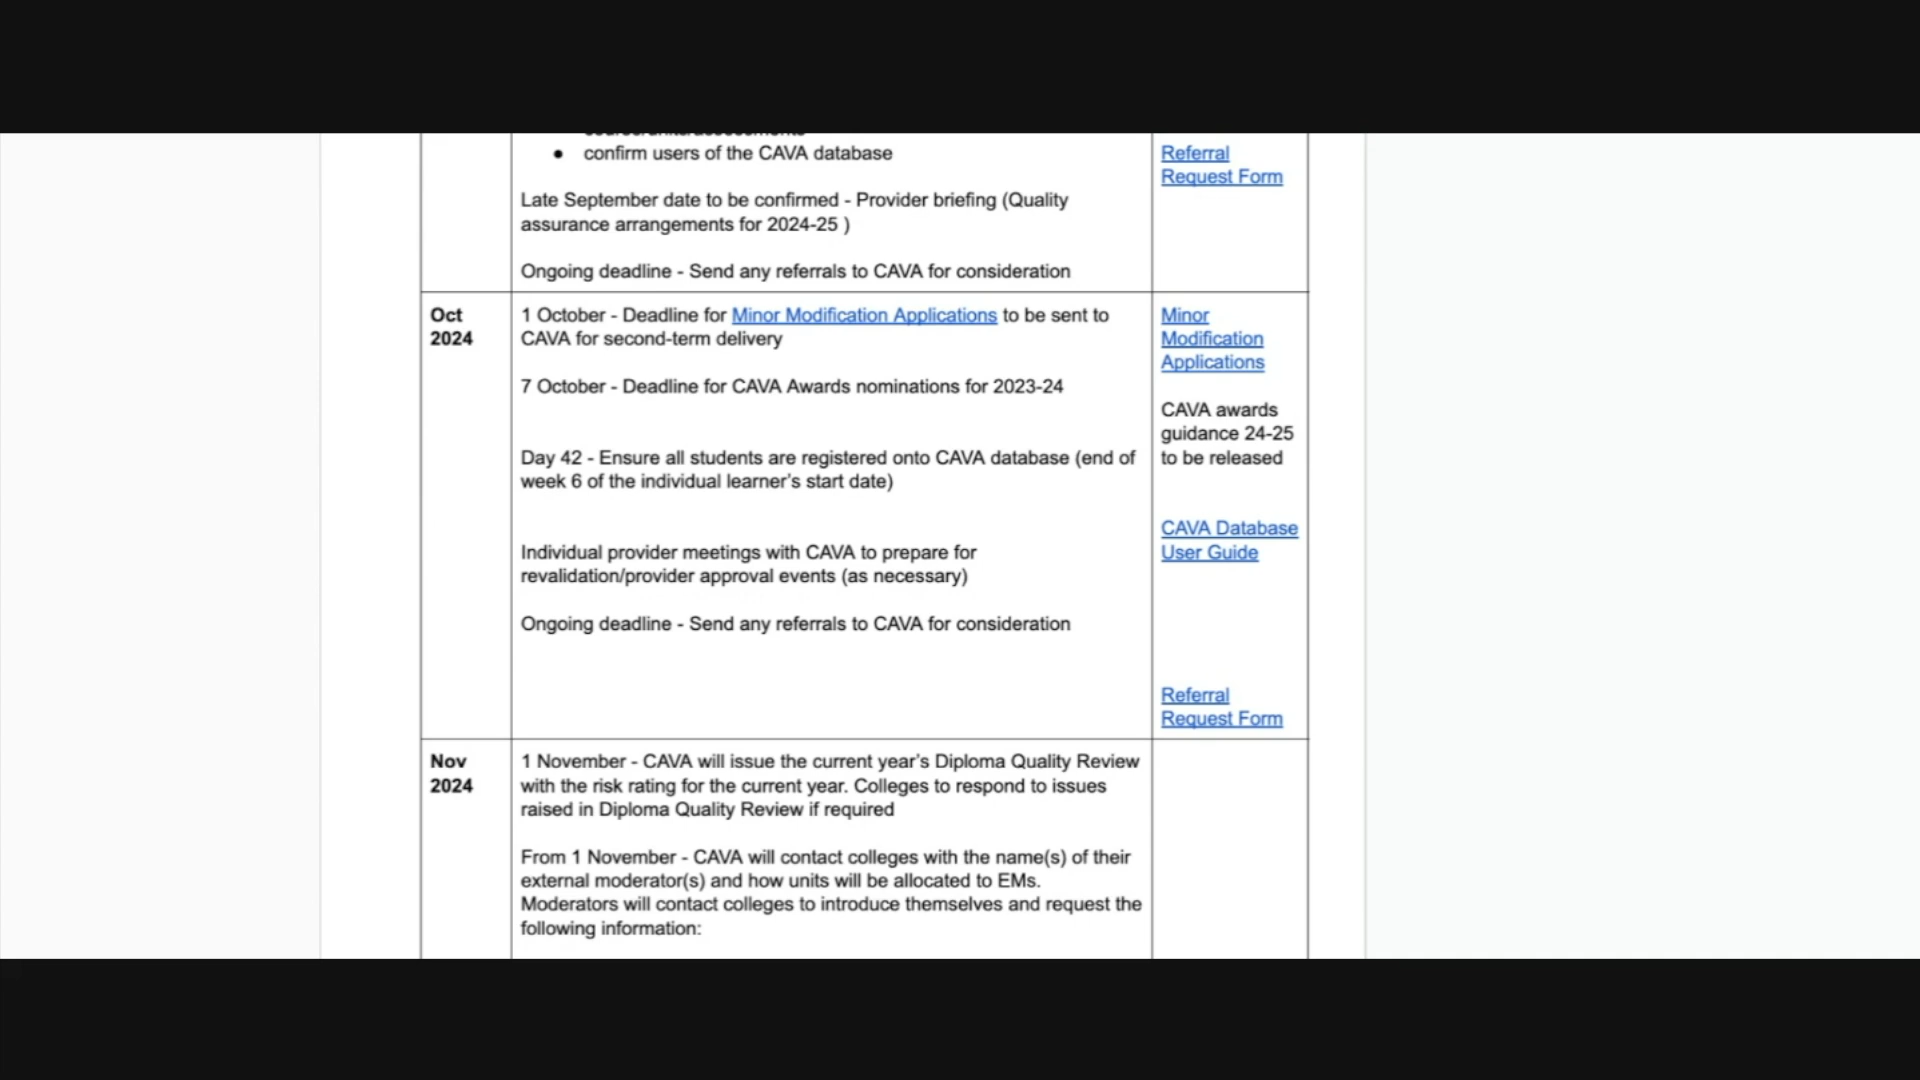 confirm users of the CAVA database
Late September date to be confirmed - Provider briefing (Quality
assurance arrangements for 2024-25 )
Ongoing deadline - Send any referrals to CAVA for consideration
Referral
Request Form
Oct
2024
1 October - Deadline for Minor Modification Applications to be sent to
CAVA for second-term delivery
7 October - Deadline for CAVA Awards nominations for 2023-24
Day 42 - Ensure all students are registered onto CAVA database (end of
week 6 of the individual learner’s start date)
Individual provider meetings with CAVA to prepare for
revalidation/provider approval events (as necessary)
Ongoing deadline - Send any referrals to CAVA for consideration
Minor
Modification
Applications
CAVA awards
guidance 24-25
to be released
CAVA Database
User Guide
Referral
Request Form
Nov
2024
1 November - CAVA will issue the current year’s Diploma Quality Review
with the risk rating for the current year. Colleges to respond to issues
raised in Diploma Quality Review if required
From 1 November - CAVA will contact colleges with the name(s) of their
external moderator(s) and how units will be allocated to EMs.
Moderators will contact colleges to introduce themselves and request the
following information: